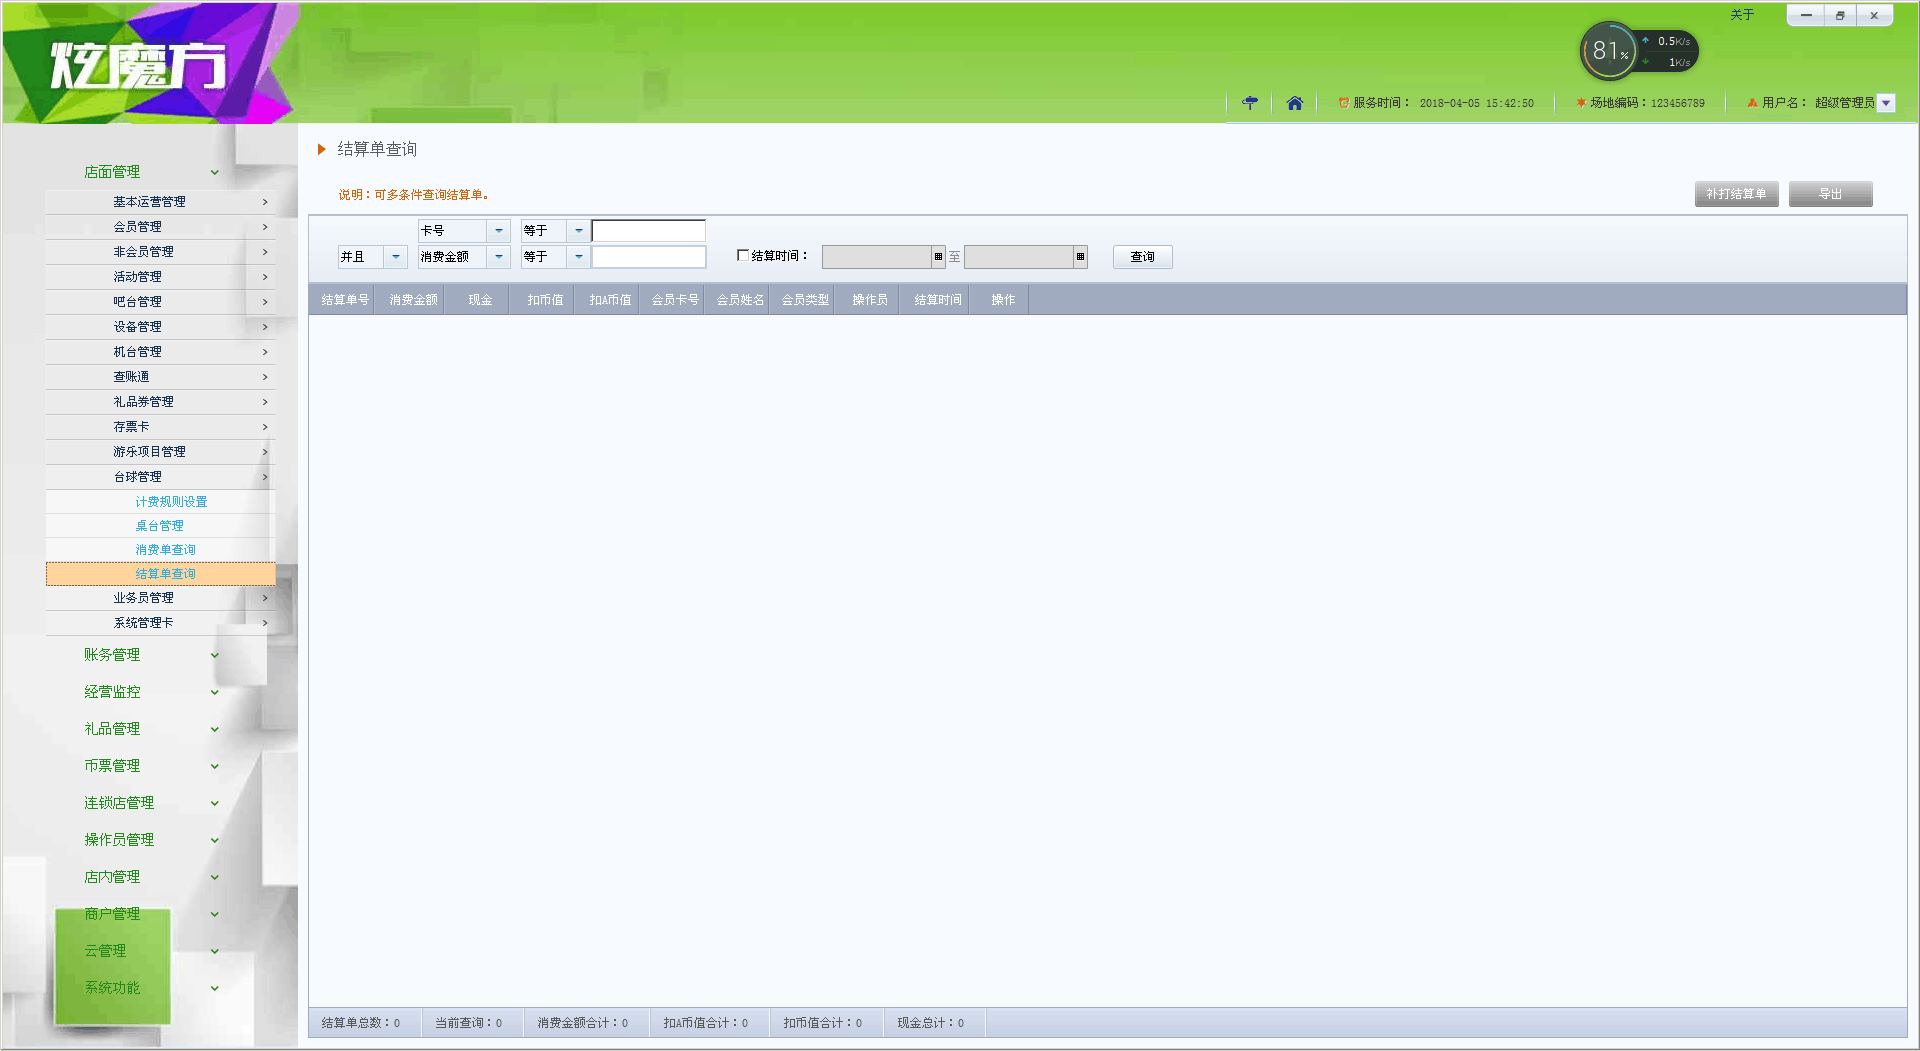 关于
炫魔方
81%
0.5K/s
1K/s
服务时间： 2018-04-05 15:42:50
场地编码：123456789
用户名： 超级管理员
店面管理
基本运营管理
会员管理
非会员管理
活动管理
吧台管理
设备管理
机台管理
查账通
礼品券管理
存票卡
游乐项目管理
台球管理
计费规则设置
桌台管理
消费单查询
结算单查询
业务员管理
系统管理卡
账务管理
经营监控
礼品管理
币票管理
连锁店管理
操作员管理
店内管理
商户管理
云管理
系统功能
结算单查询
说明：可多条件查询结算单。
补打结算单 导出
卡号 等于
并且 消费金额 等于 结算时间： 至 查询
结算单号 消费金额 现金 扣币值 扣A币值 会员卡号 会员姓名 会员类型 操作员 结算时间 操作
结算单总数：0 当前查询：0 消费金额合计：0 扣A币值合计：0 扣币值合计：0 现金总计：0